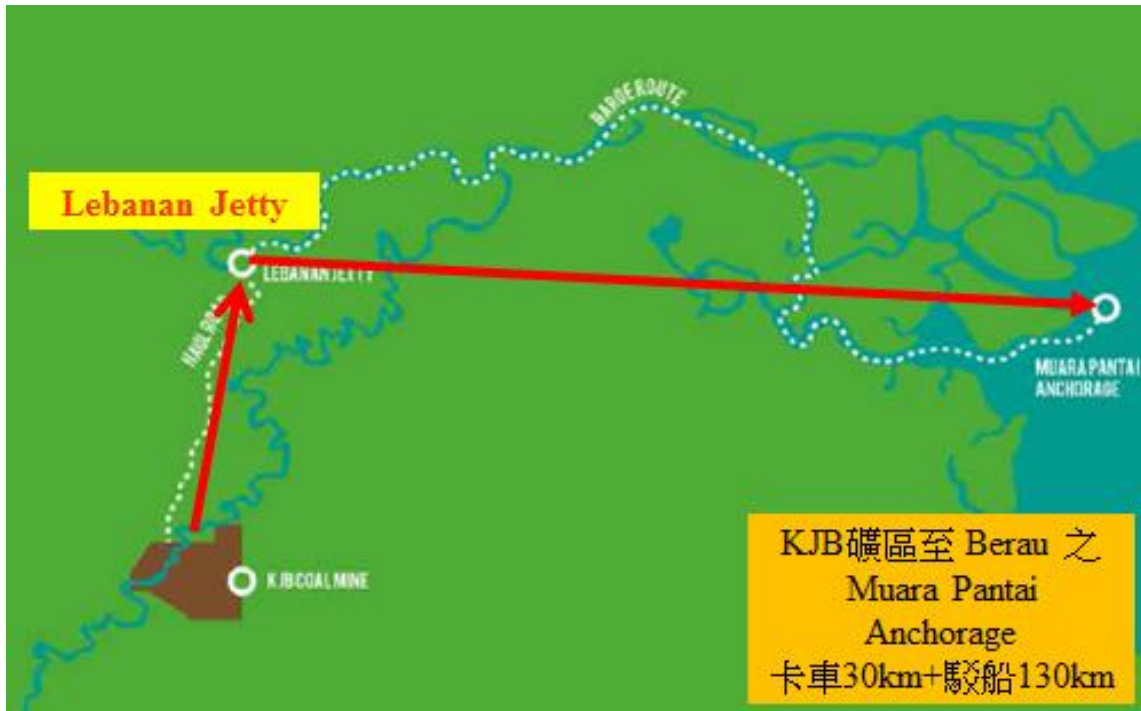 BARGE ROUTE
Lebanan Jetty
LEBANAN JETTY
HAUL ROAD
MUARA PANTAI
ANCHORAGE
KJB COAL MINE
KJB礦區至 Berau 之
Muara Pantai
Anchorage
卡車30km+駁船130km